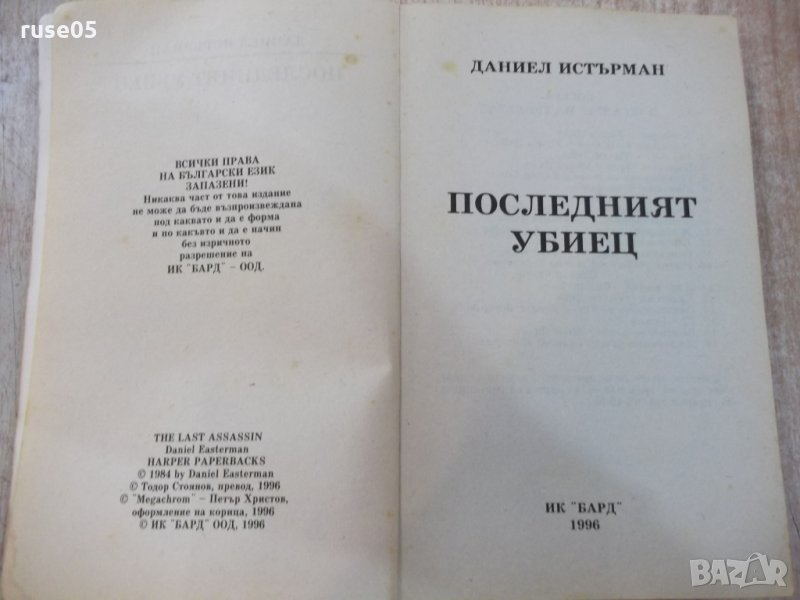 ruse05
ВСИЧКИ ПРАВА
НА БЪЛГАРСКИ ЕЗИК
ЗАПАЗЕНИ!
Никаква част от това издание
не може да бъде възпроизвеждана
под каквато и да е форма
и по какъвто и да е начин
без изричното
разрешение на
ИК "БАРД" – ООД.
THE LAST ASSASSIN
Daniel Easterman
HARPER PAPERBACKS
© 1984 by Daniel Easterman
© Тодор Стоянов, превод, 1996
© "Megachrom" – Петър Христов,
оформление на корица, 1996
© ИК "БАРД" ООД, 1996
ДАНИЕЛ ИСТЪРМАН
ПОСЛЕДНИЯТ
УБИЕЦ
ИК "БАРД"
1996
BAZAR
bg